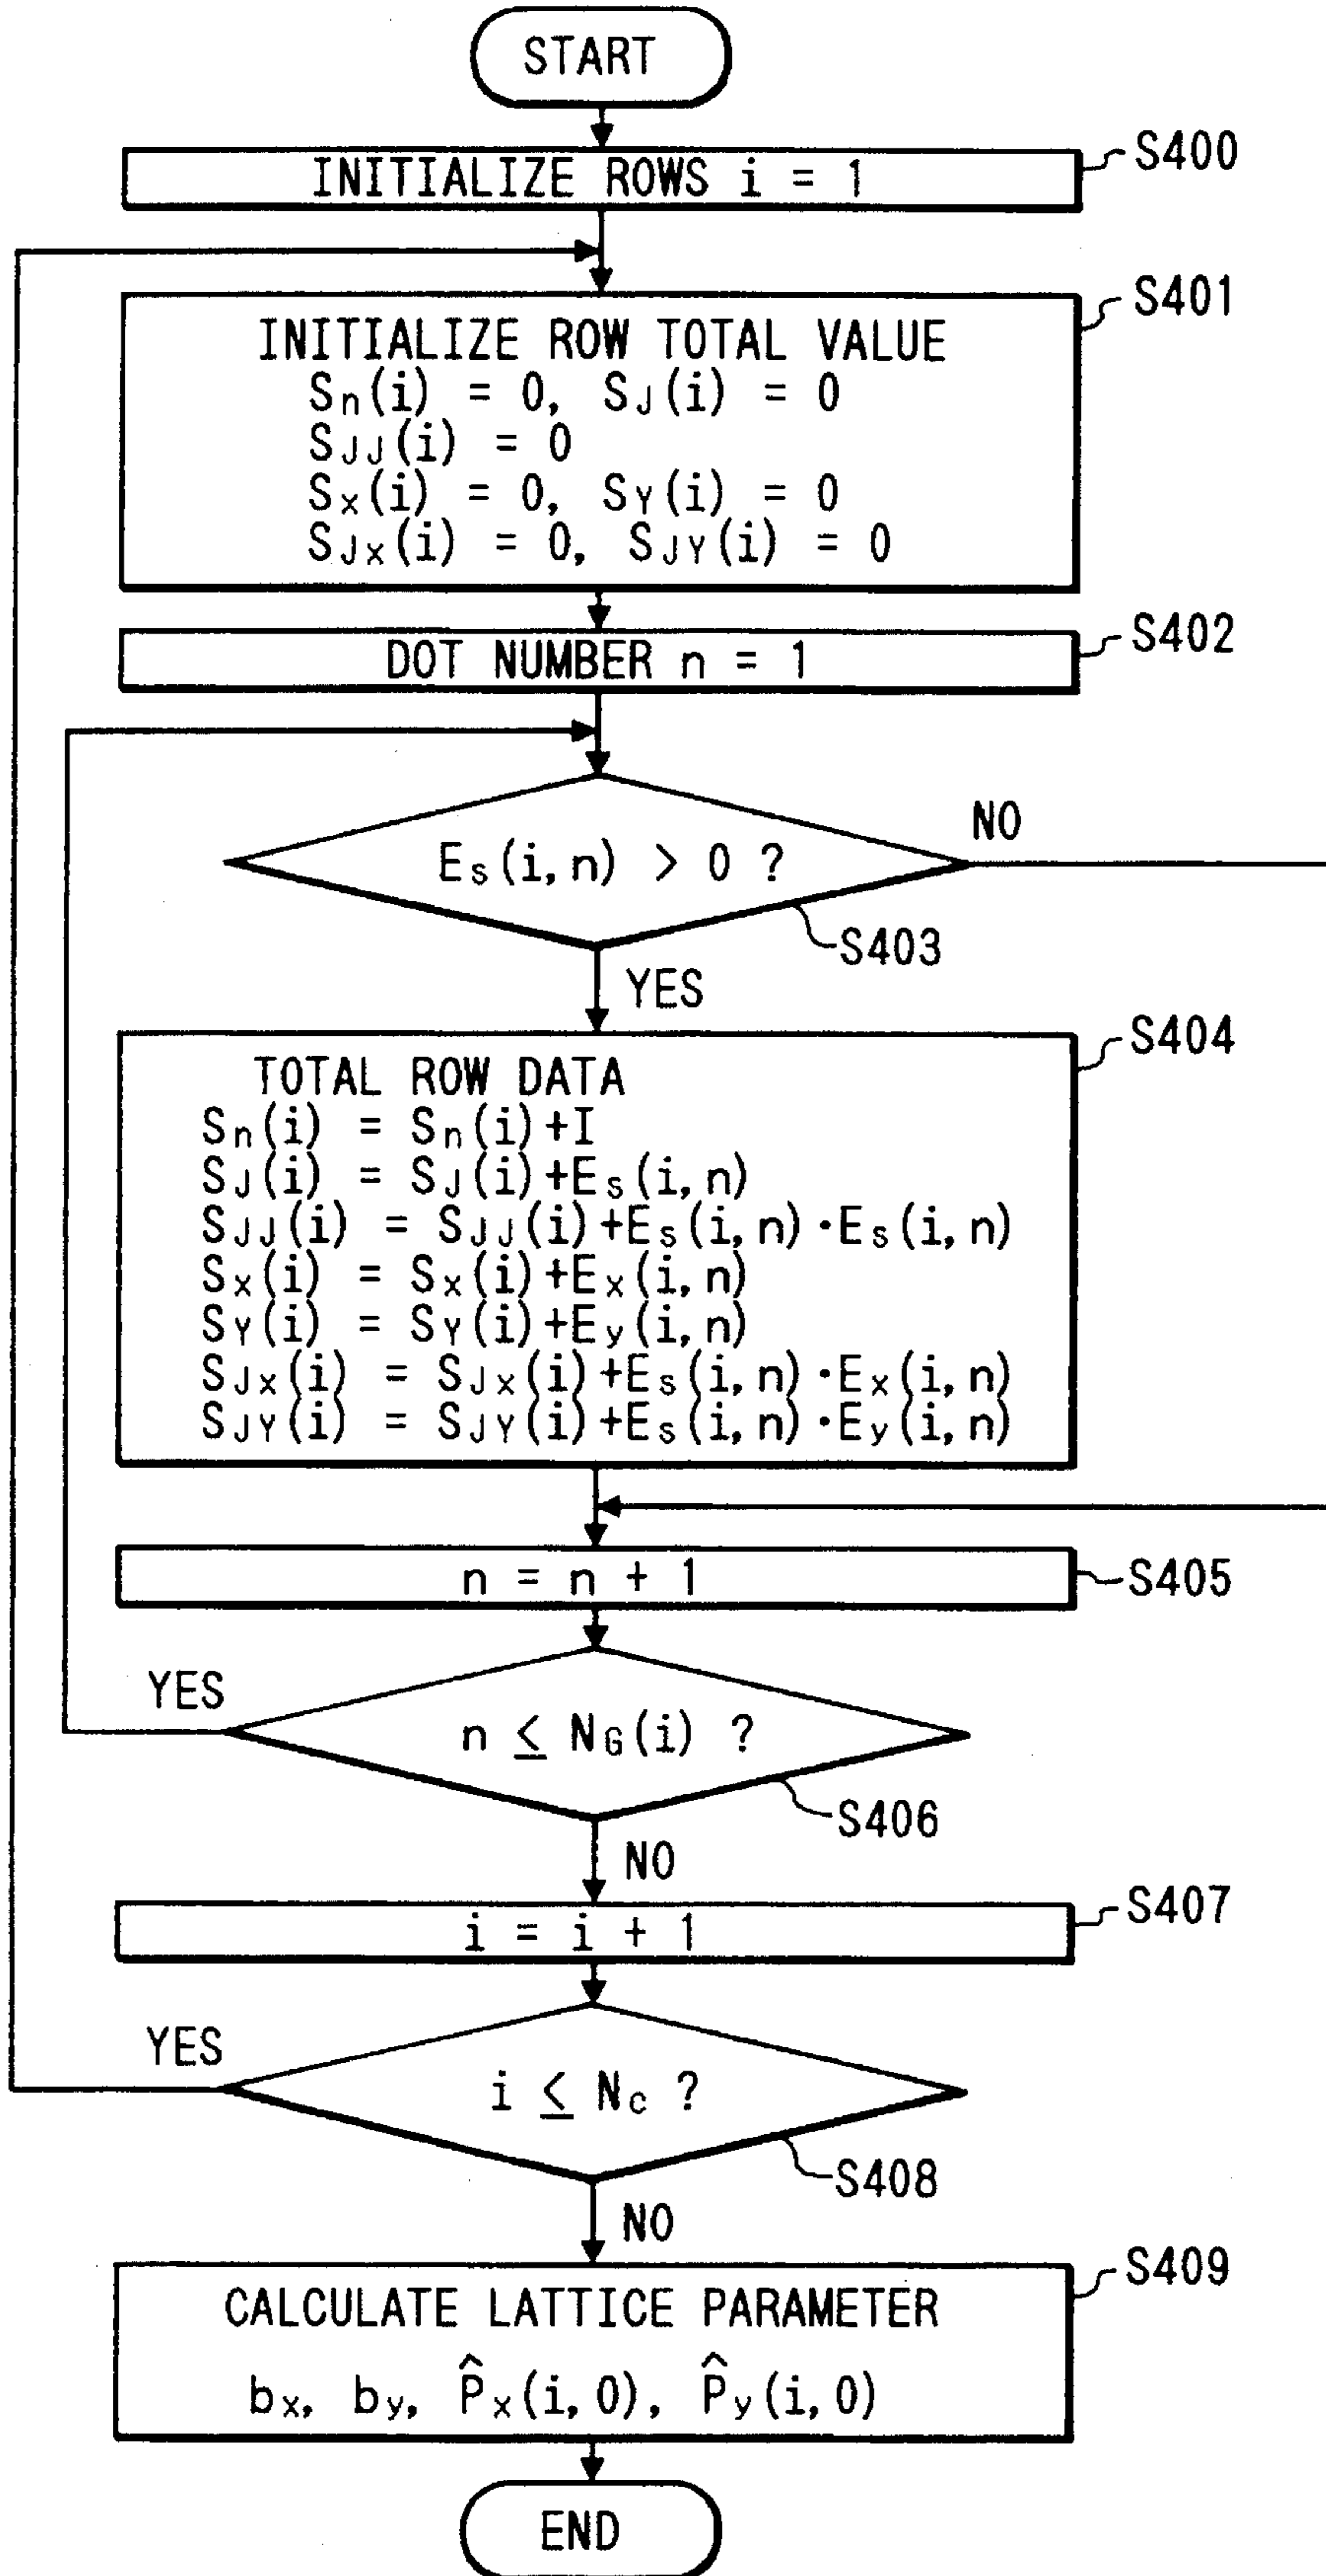 START
S400
INITIALIZE ROWS i = 1
S401
INITIALIZE ROW TOTAL VALUE
Sn(i) = 0, SJ(i) = 0
SJJ(i) = 0
Sx(i) = 0, SY(i) = 0
SJx(i) = 0, SJY(i) = 0
S402
DOT NUMBER n = 1
NO
Es(i,n) > 0 ?
S403
YES
S404
TOTAL ROW DATA
Sn(i) = Sn(i)+I
SJ(i) = SJ(i)+Es(i,n)
SJJ(i) = SJJ(i)+Es(i,n)·Es(i,n)
Sx(i) = Sx(i)+Ex(i,n)
SY(i) = SY(i)+Ey(i,n)
SJx(i) = SJx(i)+Es(i,n)·Ex(i,n)
SJY(i) = SJY(i)+Es(i,n)·Ey(i,n)
n = n + 1
S405
YES
n ≤ NG(i) ?
S406
NO
S407
i = i + 1
YES
i ≤ Nc ?
S408
NO
S409
CALCULATE LATTICE PARAMETER
bx, by, P̂x(i,0), P̂y(i,0)
END